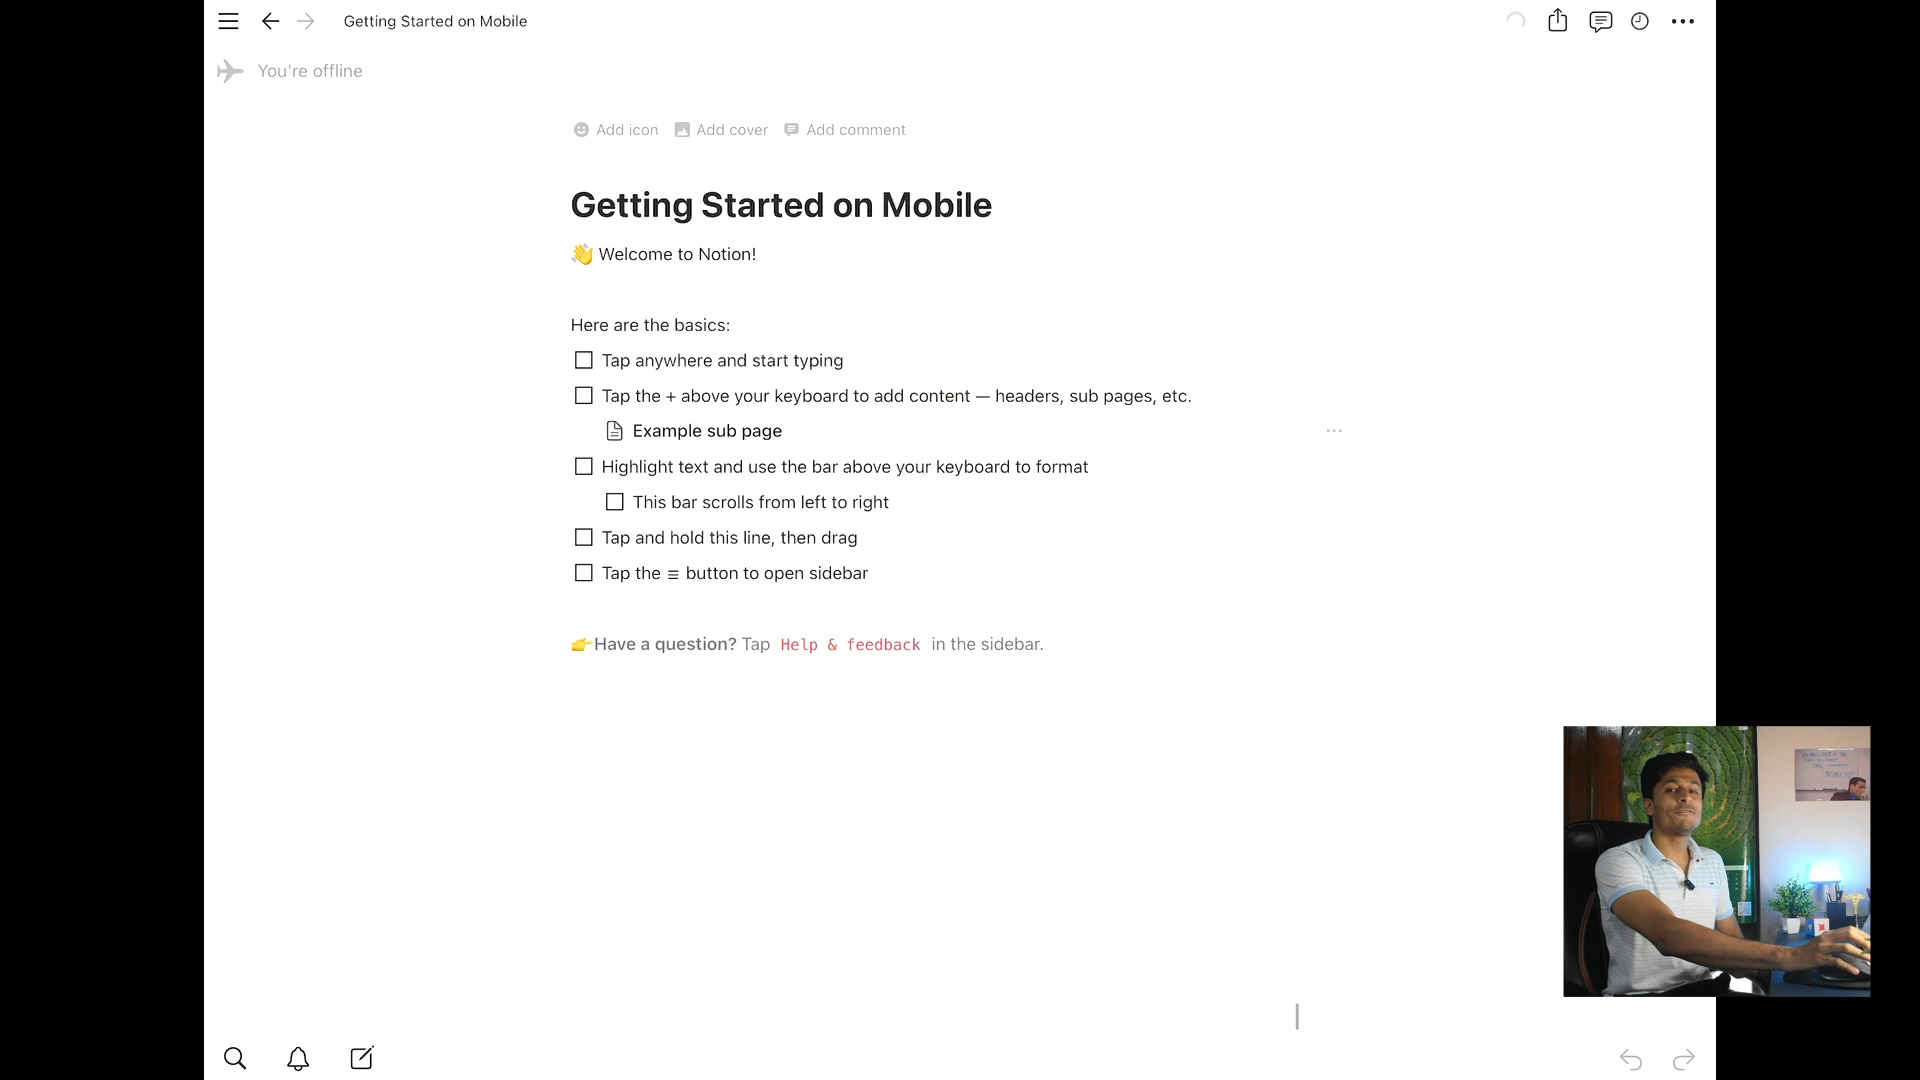 Getting Started on Mobile
You're offline
Add icon Add cover Add comment
Getting Started on Mobile
👋 Welcome to Notion!
Here are the basics:
Tap anywhere and start typing
Tap the + above your keyboard to add content — headers, sub pages, etc.
Example sub page
Highlight text and use the bar above your keyboard to format
This bar scrolls from left to right
Tap and hold this line, then drag
Tap the ≡ button to open sidebar
👉Have a question? Tap Help & feedback in the sidebar.